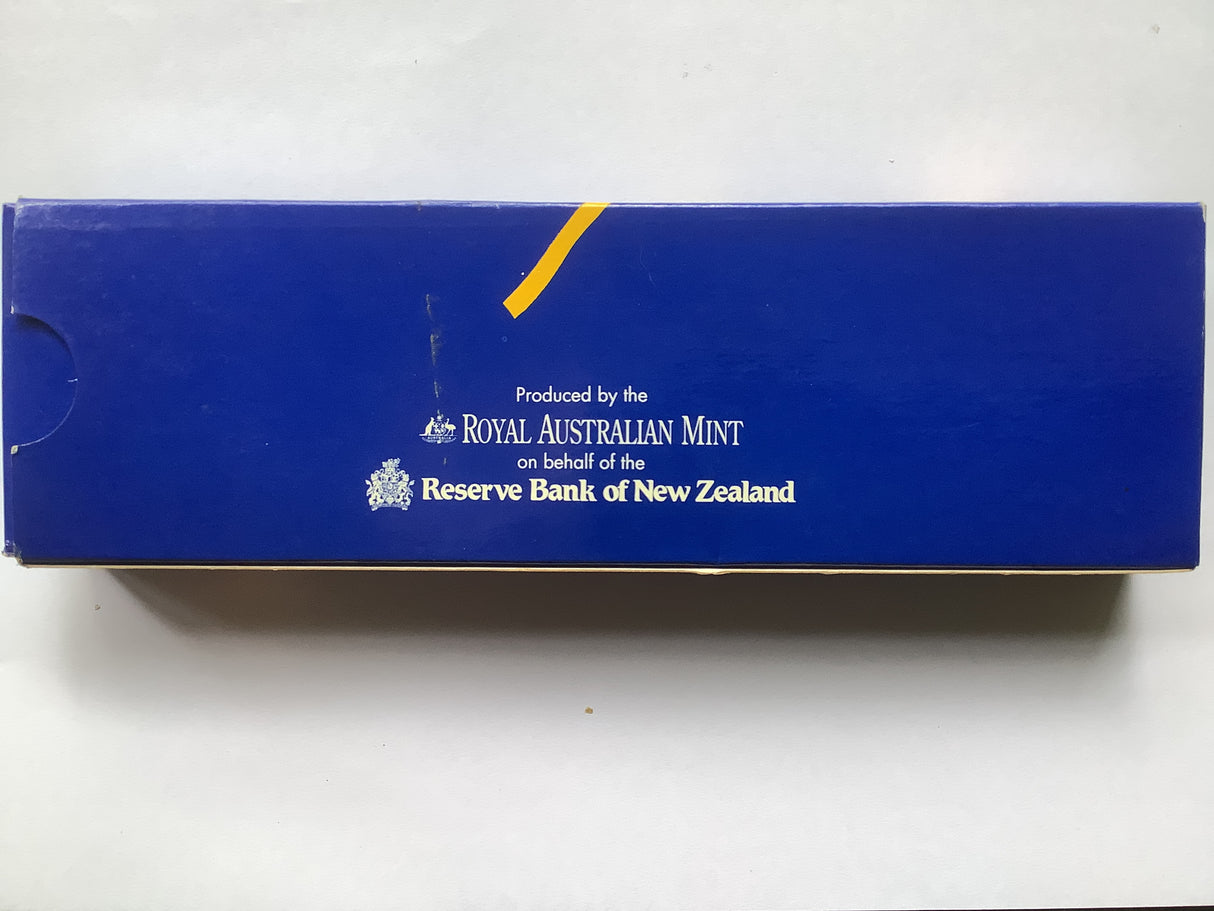 Produced by the
ROYAL AUSTRALIAN MINT
on behalf of the
Reserve Bank of New Zealand